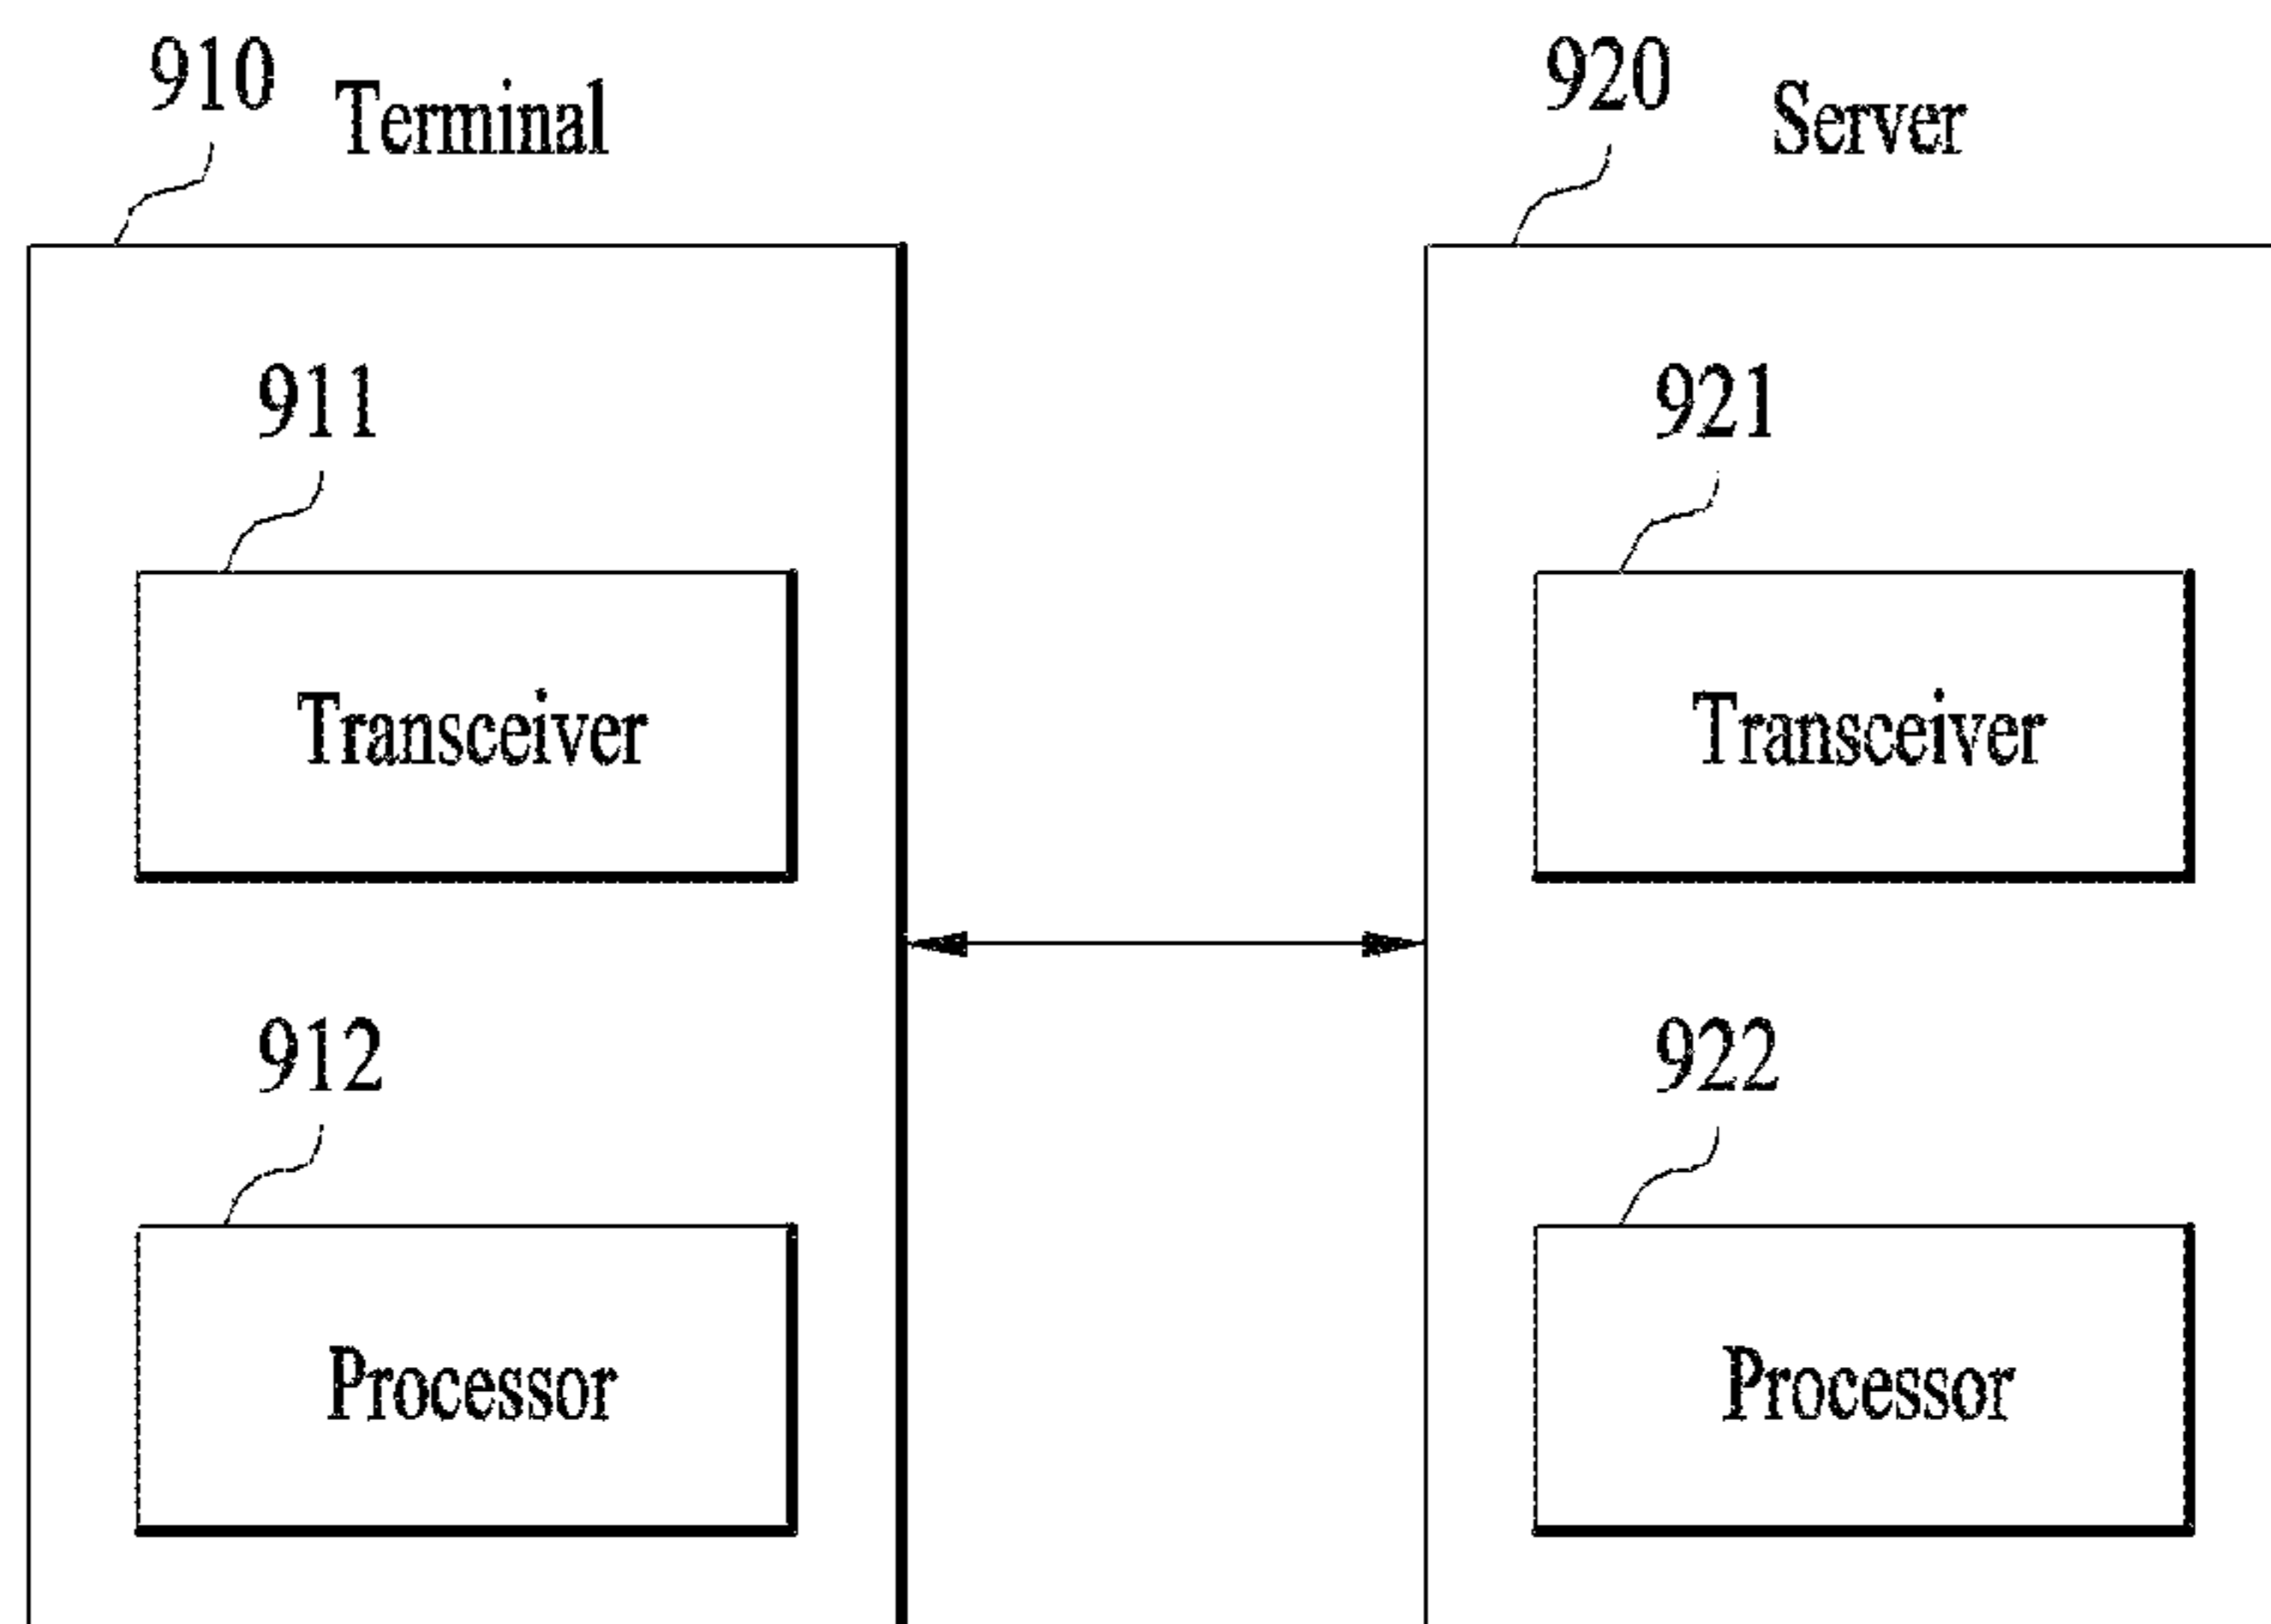 910 Terminal
911
Transceiver
912
Processor
920 Server
921
Transceiver
922
Processor